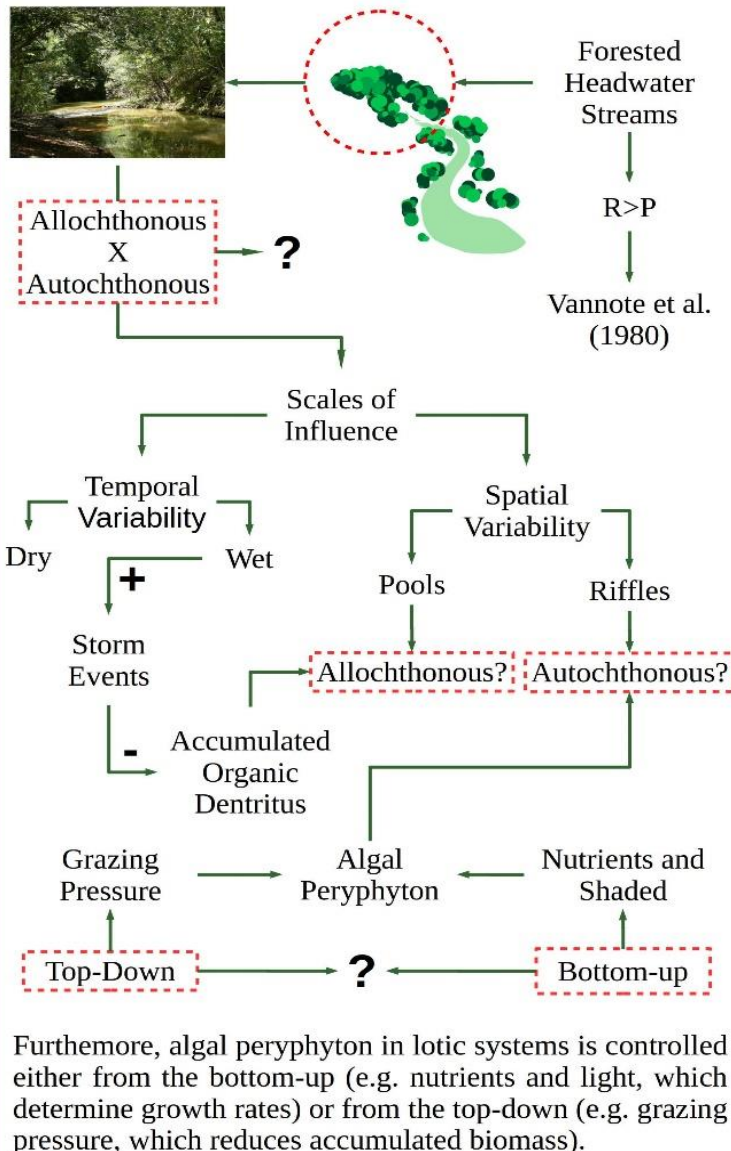 Forested
Headwater
Streams
R>P
Vannote et al.
(1980)
Allochthonous
X
Autochthonous
?
Scales of
Influence
Temporal
Variability
Spatial
Variability
Dry
Wet
+
Pools
Riffles
Storm
Events
Allochthonous?
Autochthonous?
-
Accumulated
Organic
Dentritus
Grazing
Pressure
Algal
Peryphyton
Nutrients and
Shaded
Top-Down
?
Bottom-up
Furthemore, algal peryphyton in lotic systems is controlled
either from the bottom-up (e.g. nutrients and light, which
determine growth rates) or from the top-down (e.g. grazing
pressure, which reduces accumulated biomass).